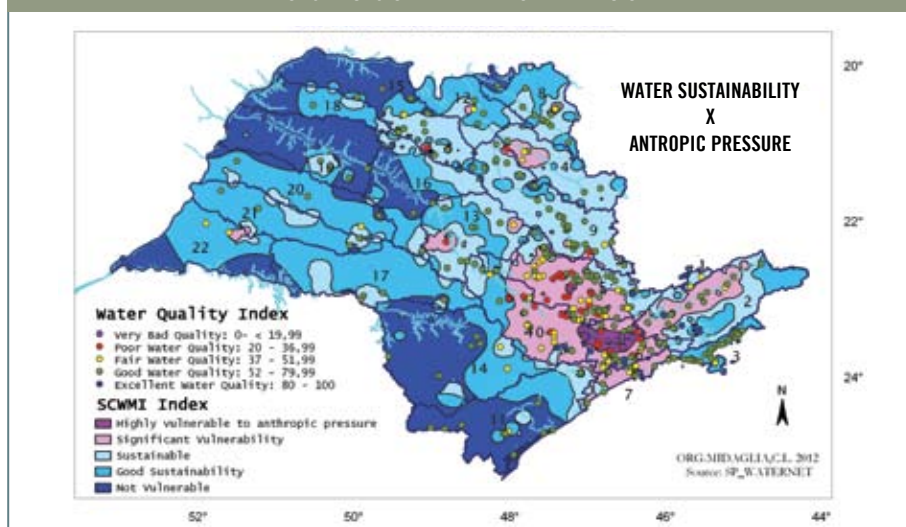 WATER SUSTAINABILITY
X
ANTROPIC PRESSURE
20°
22°
24°
15
18
12
8
4
19
16
20
13
9
21
22
17
1
2
10
3
14
7
11
Water Quality Index
Very Bad Quality: 0- < 19,99
Poor Water Quality: 20 - 36,99
Fair Water Quality: 37 - 51,99
Good Water Quality: 52 - 79,99
Excellent Water Quality: 80 - 100
SCWMI Index
Highly vulnerable to anthropic pressure
Significant Vulnerability
Sustainable
Good Sustainability
Not Vulnerable
N
ORG:MIDAGLIA,C.L. 2012
Source: SP_WATERNET
52°
50°
48°
46°
44°